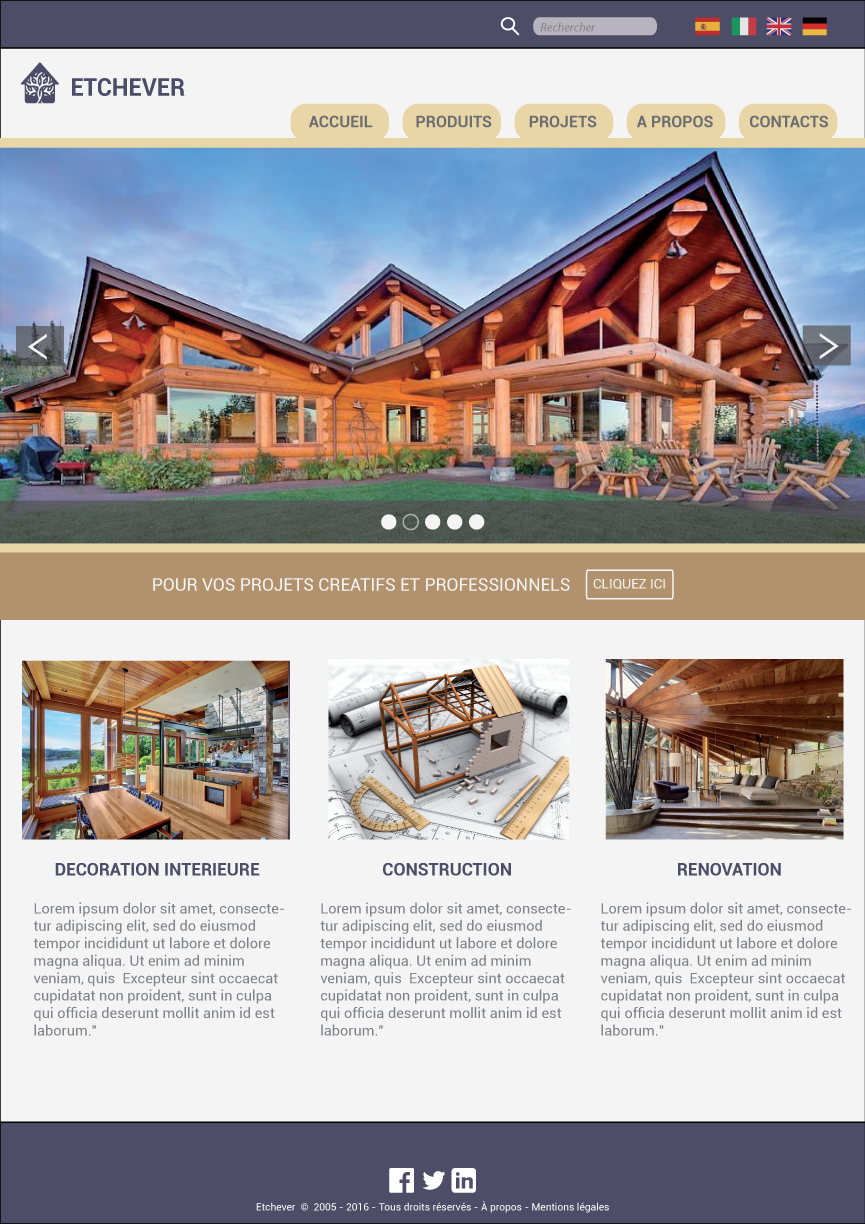 Rechercher
ETCHEVER
ACCUEIL
PRODUITS
PROJETS
A PROPOS
CONTACTS
<
>
POUR VOS PROJETS CREATIFS ET PROFESSIONNELS
CLIQUEZ ICI
DECORATION INTERIEURE
Lorem ipsum dolor sit amet, consecte-
tur adipiscing elit, sed do eiusmod
tempor incididunt ut labore et dolore
magna aliqua. Ut enim ad minim
veniam, quis  Excepteur sint occaecat
cupidatat non proident, sunt in culpa
qui officia deserunt mollit anim id est
laborum."
CONSTRUCTION
Lorem ipsum dolor sit amet, consecte-
tur adipiscing elit, sed do eiusmod
tempor incididunt ut labore et dolore
magna aliqua. Ut enim ad minim
veniam, quis  Excepteur sint occaecat
cupidatat non proident, sunt in culpa
qui officia deserunt mollit anim id est
laborum."
RENOVATION
Lorem ipsum dolor sit amet, consecte-
tur adipiscing elit, sed do eiusmod
tempor incididunt ut labore et dolore
magna aliqua. Ut enim ad minim
veniam, quis  Excepteur sint occaecat
cupidatat non proident, sunt in culpa
qui officia deserunt mollit anim id est
laborum."
Etchever © 2005 - 2016 - Tous droits réservés - À propos - Mentions légales